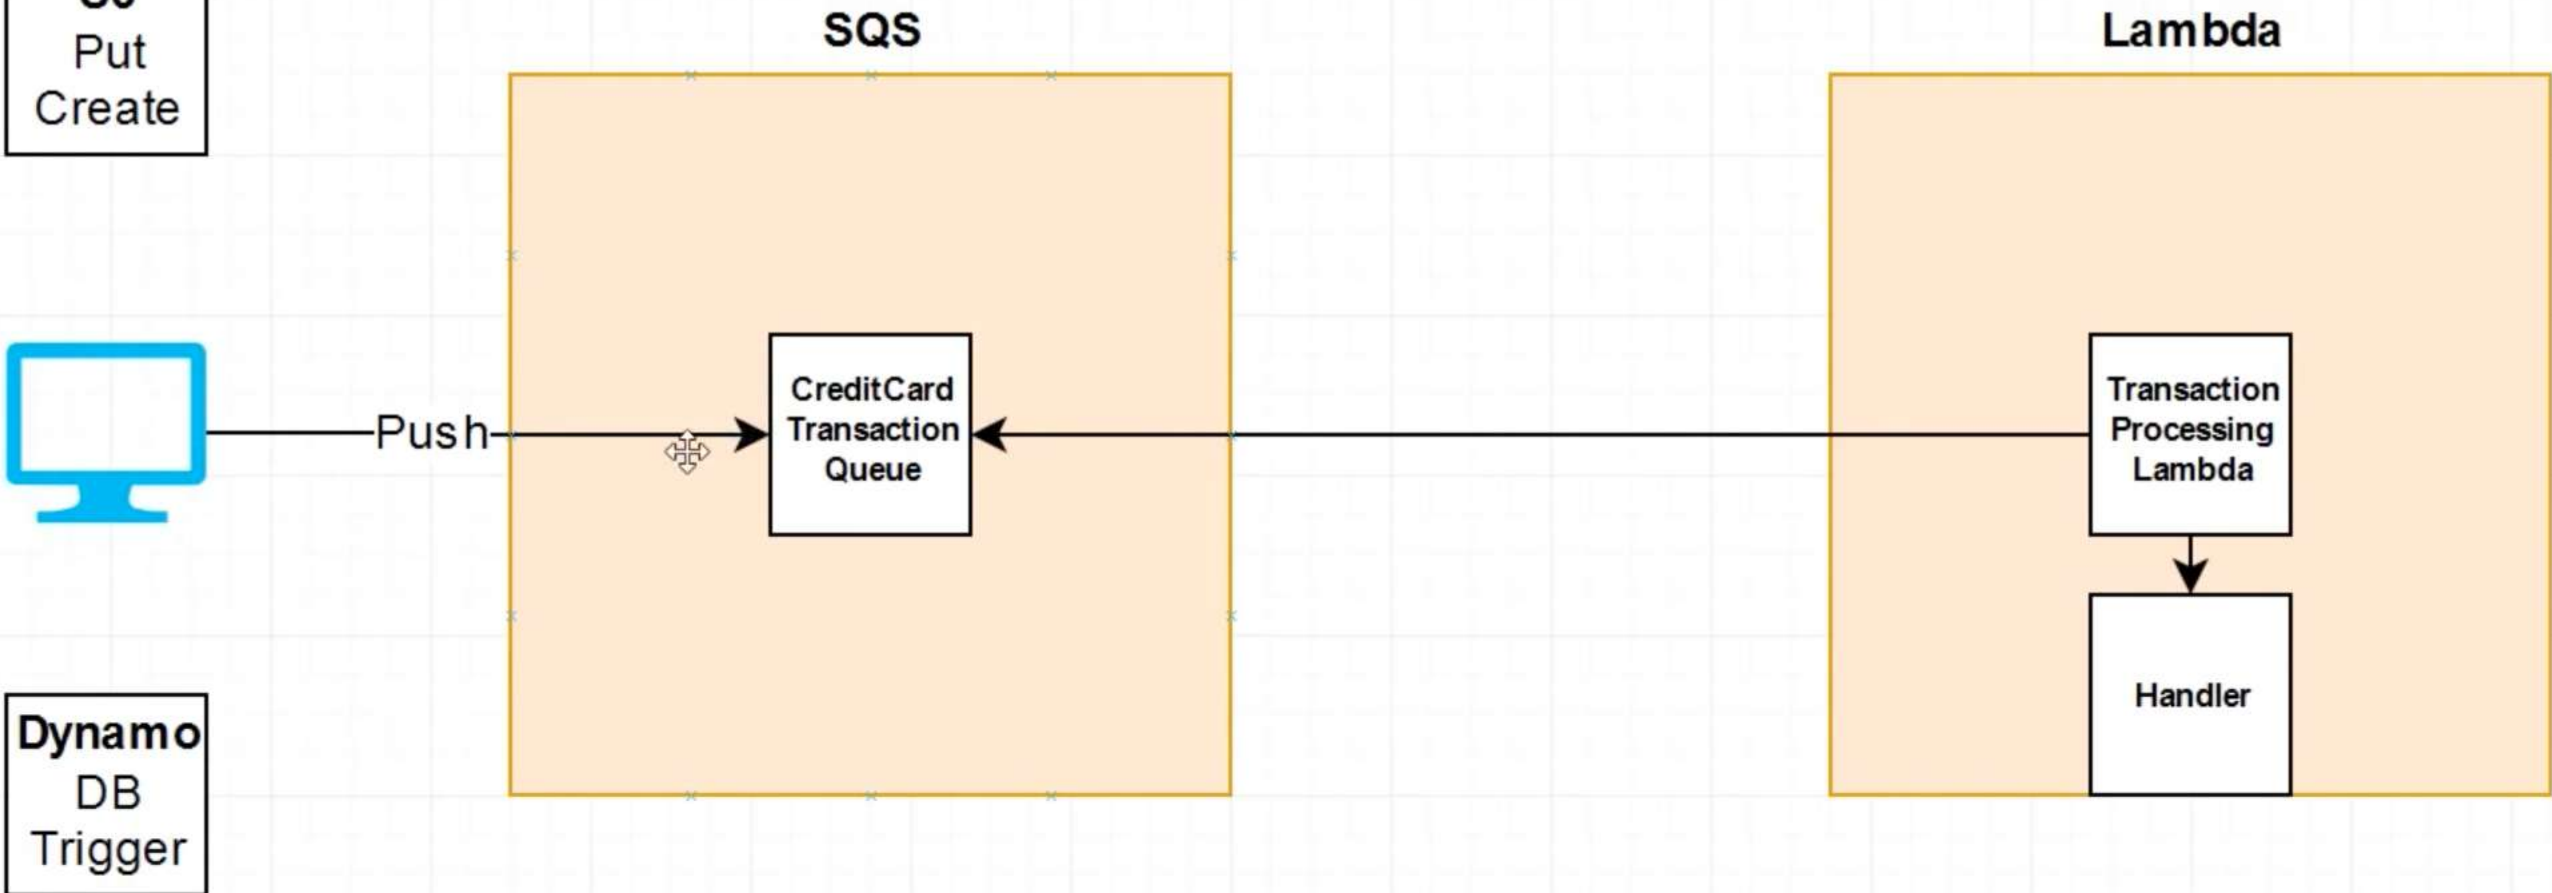 Put
Create
SQS
Lambda
Push
CreditCard
Transaction
Queue
Transaction
Processing
Lambda
Handler
Dynamo
DB
Trigger